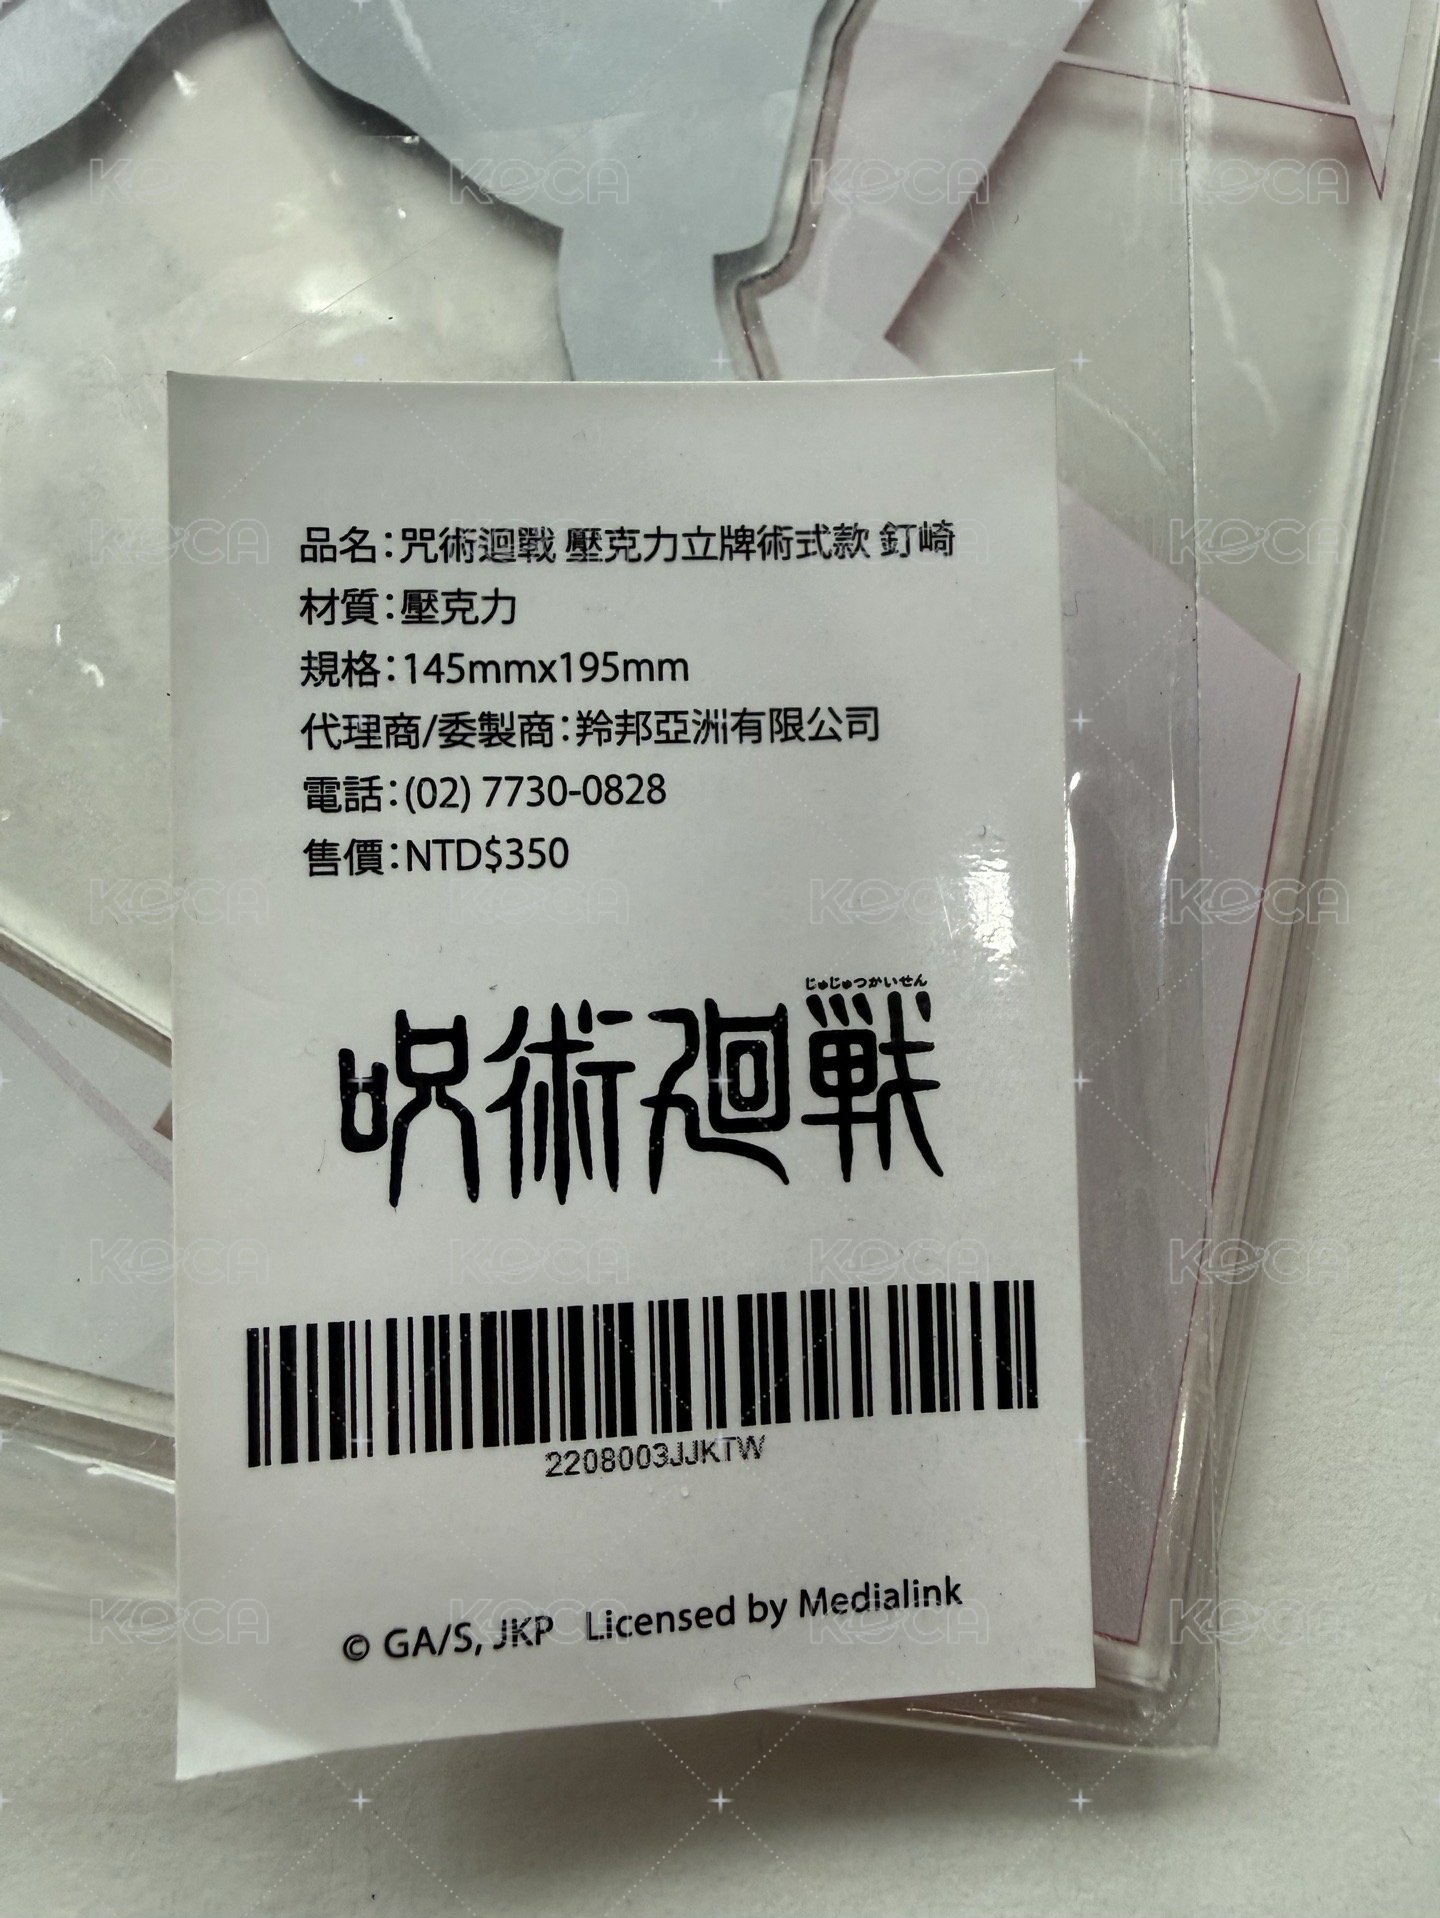 品名：咒術迴戰 壓克力立牌術式款 釘崎
材質：壓克力
規格：145mmx195mm
代理商/委製商：羚邦亞洲有限公司
電話：(02) 7730-0828
售價：NTD$350
じゅじゅつかいせん
呪術廻戦
2208003JJKTW
© GA/S, JKP Licensed by Medialink
KeCA